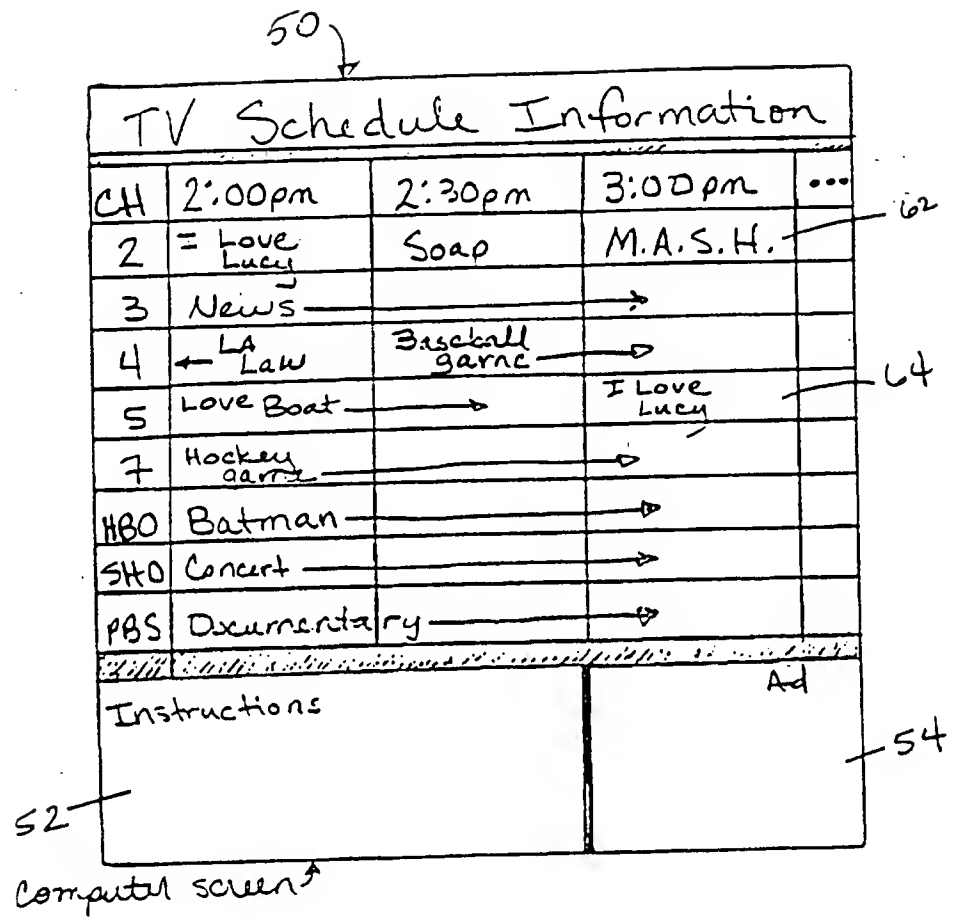 50
TV Schedule Information
CH 2:00pm 2:30pm 3:00pm ...
62
2 I Love Lucy Soap M.A.S.H.
3 News
4 LA Law Baseball game
64
5 Love Boat I Love Lucy
7 Hockey game
HBO Batman
SHO Concert
PBS Documentary
Instructions Ad
54
52
Computer screen